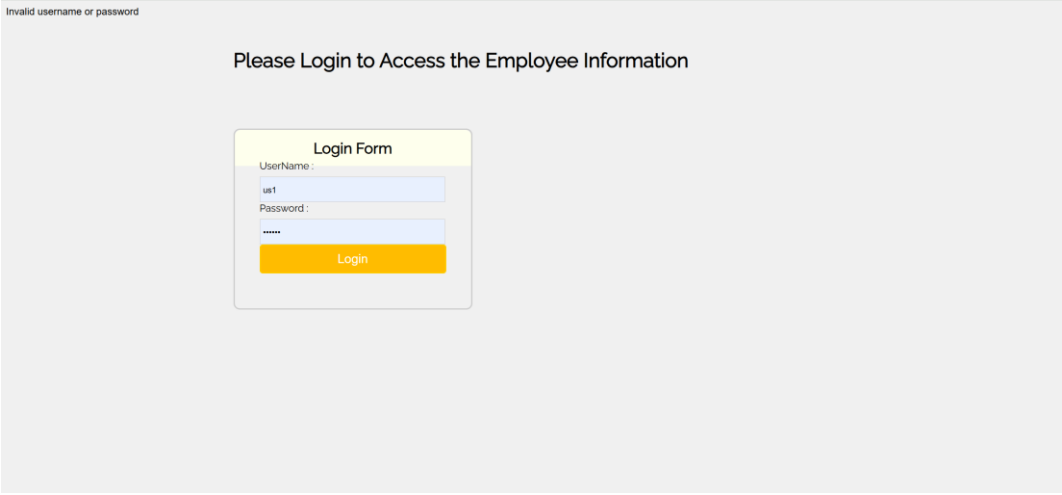 Invalid username or password
Please Login to Access the Employee Information
Login Form
UserName :
us1
Password :
••••••
Login